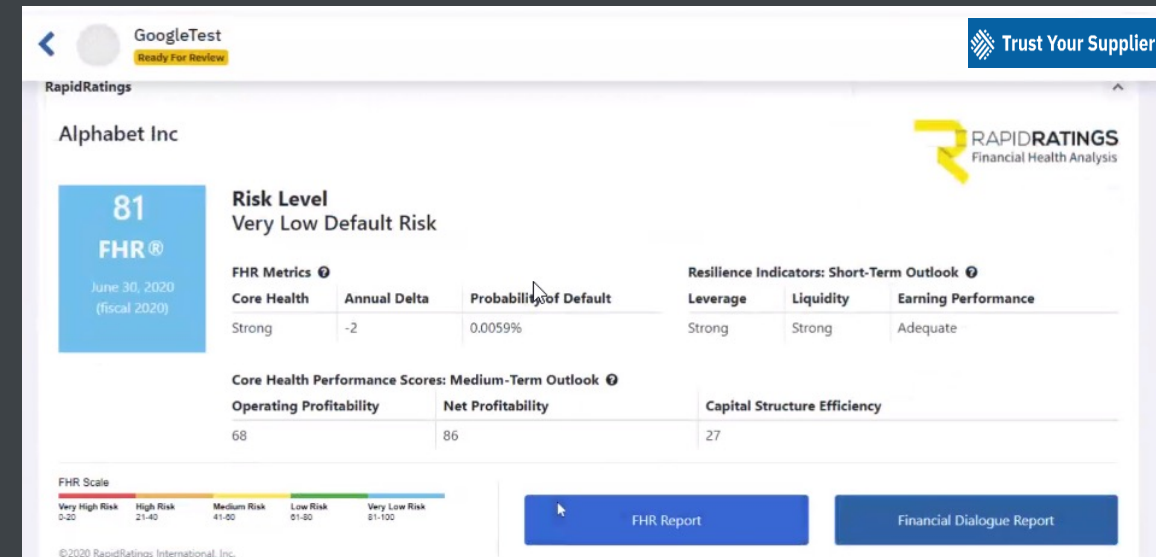 GoogleTest
Ready For Review
Trust Your Supplier
RapidRatings
Alphabet Inc
RAPIDRATINGS
Financial Health Analysis
81
FHR®
June 30, 2020
(fiscal 2020)
Risk Level
Very Low Default Risk
FHR Metrics
Core Health Annual Delta Probability of Default
Strong -2 0.0059%
Resilience Indicators: Short-Term Outlook
Leverage Liquidity Earning Performance
Strong Strong Adequate
Core Health Performance Scores: Medium-Term Outlook
Operating Profitability Net Profitability Capital Structure Efficiency
68 86 27
FHR Scale
Very High Risk High Risk Medium Risk Low Risk Very Low Risk
0-20 21-40 41-60 61-80 81-100
©2020 RapidRatings International, Inc.
FHR Report
Financial Dialogue Report